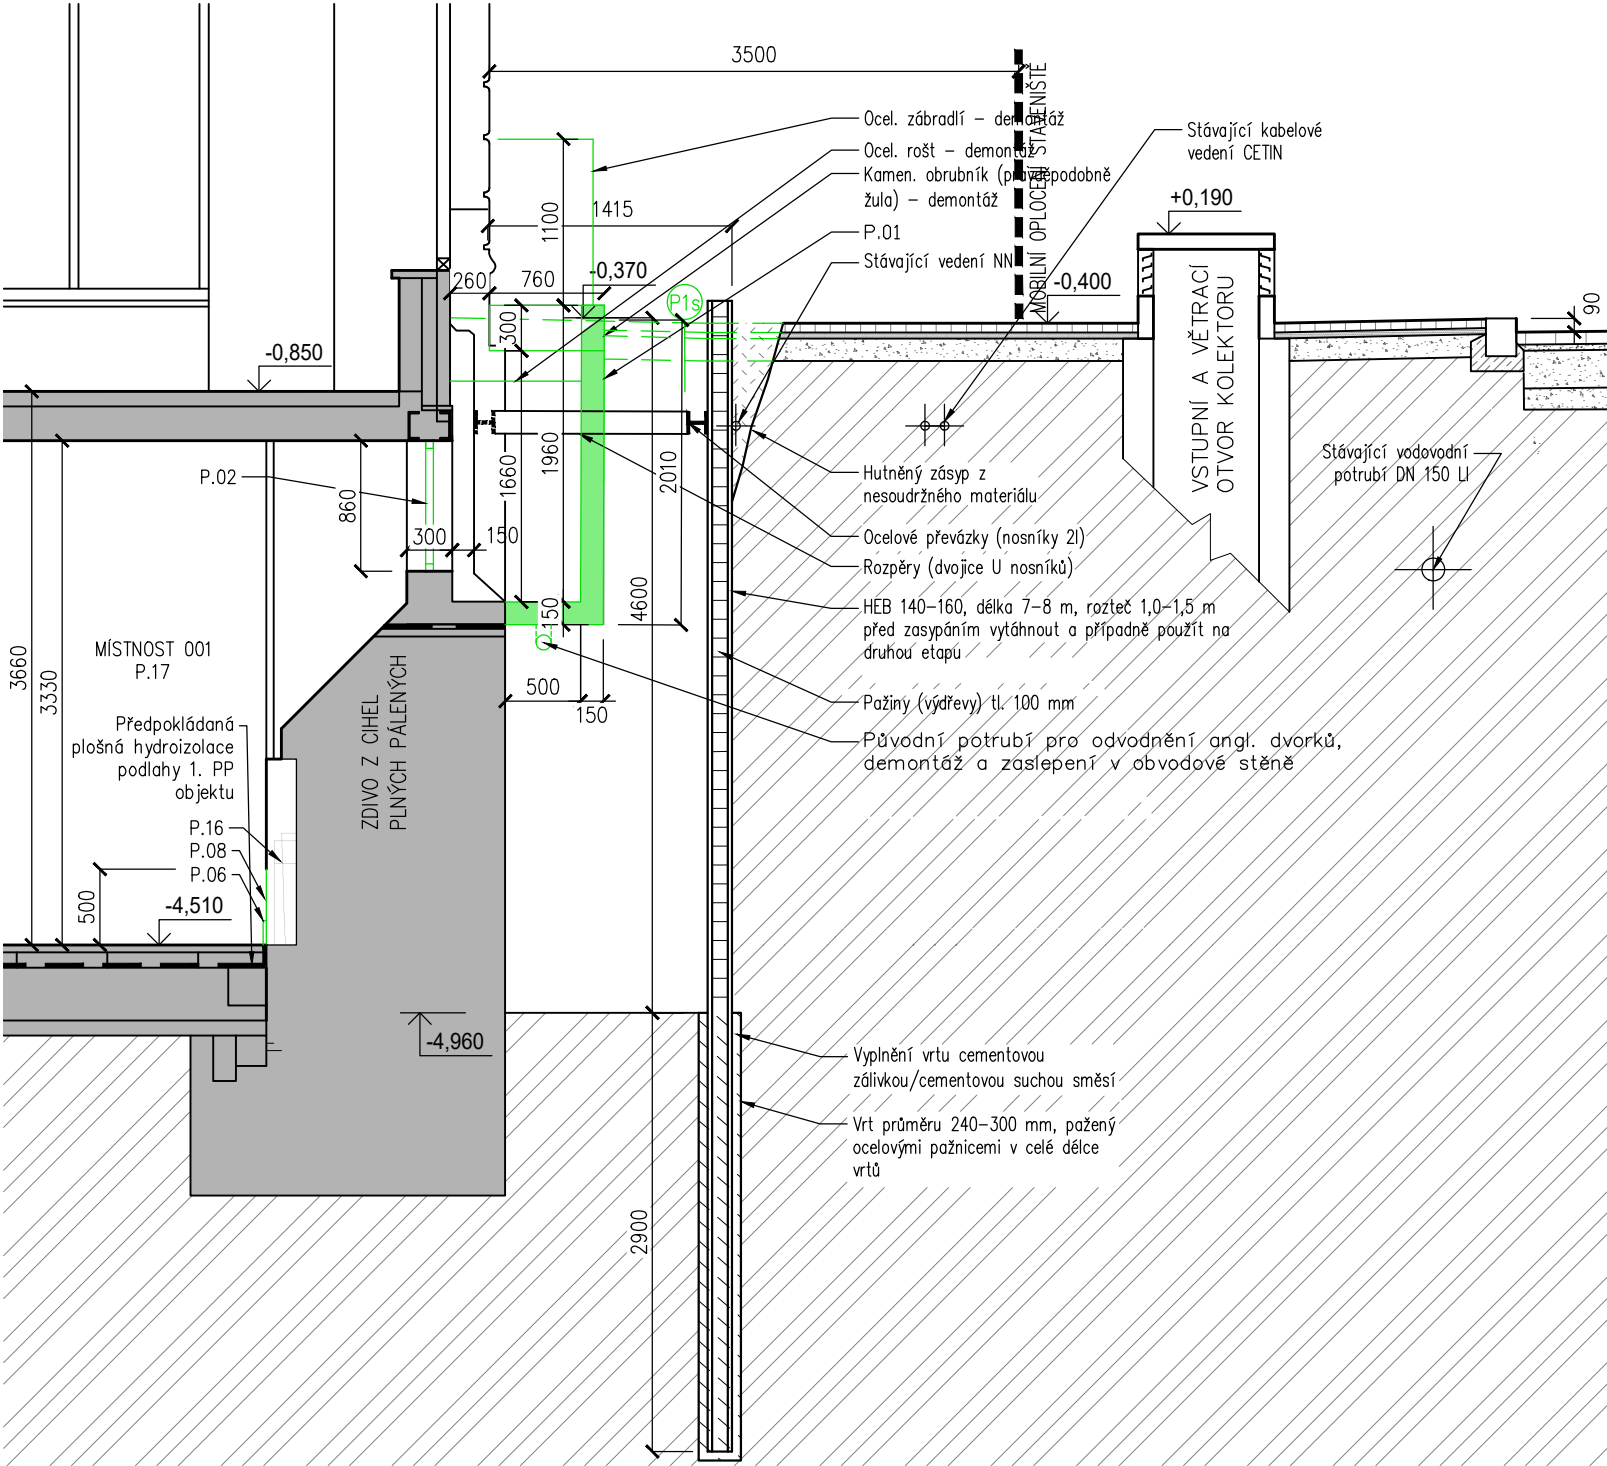 3500
MOBILNÍ OPLOCENÍ STAVENIŠTĚ
Ocel. zábradlí – demontáž
Ocel. rošt – demontáž
Kamen. obrubník (pravděpodobně
žula) – demontáž
P.01
Stávající vedení NN
Stávající kabelové
vedení CETIN
+0,190
1100
1415
260
760
-0,370
P1s
-0,400
300
90
-0,850
VSTUPNÍ A VĚTRACÍ
OTVOR KOLEKTORU
P.02
860
300
150
1660
1960
2010
150
4600
Stávající vodovodní
potrubí DN 150 LI
Hutněný zásyp z
nesoudržného materiálu
Ocelové převázky (nosníky 2I)
Rozpěry (dvojice U nosníků)
HEB 140–160, délka 7–8 m, rozteč 1,0–1,5 m
před zasypáním vytáhnout a případně použít na
druhou etapu
Pažiny (výdřevy) tl. 100 mm
Původní potrubí pro odvodnění angl. dvorků,
demontáž a zaslepení v obvodové stěně
3660
3330
MÍSTNOST 001
P.17
500
150
ZDIVO Z CIHEL
PLNÝCH PÁLENÝCH
Předpokládaná
plošná hydroizolace
podlahy 1. PP
objektu
P.16
P.08
P.06
500
-4,510
-4,960
Vyplnění vrtu cementovou
zálivkou/cementovou suchou směsí
Vrt průměru 240–300 mm, pažený
ocelovými pažnicemi v celé délce
vrtů
2900